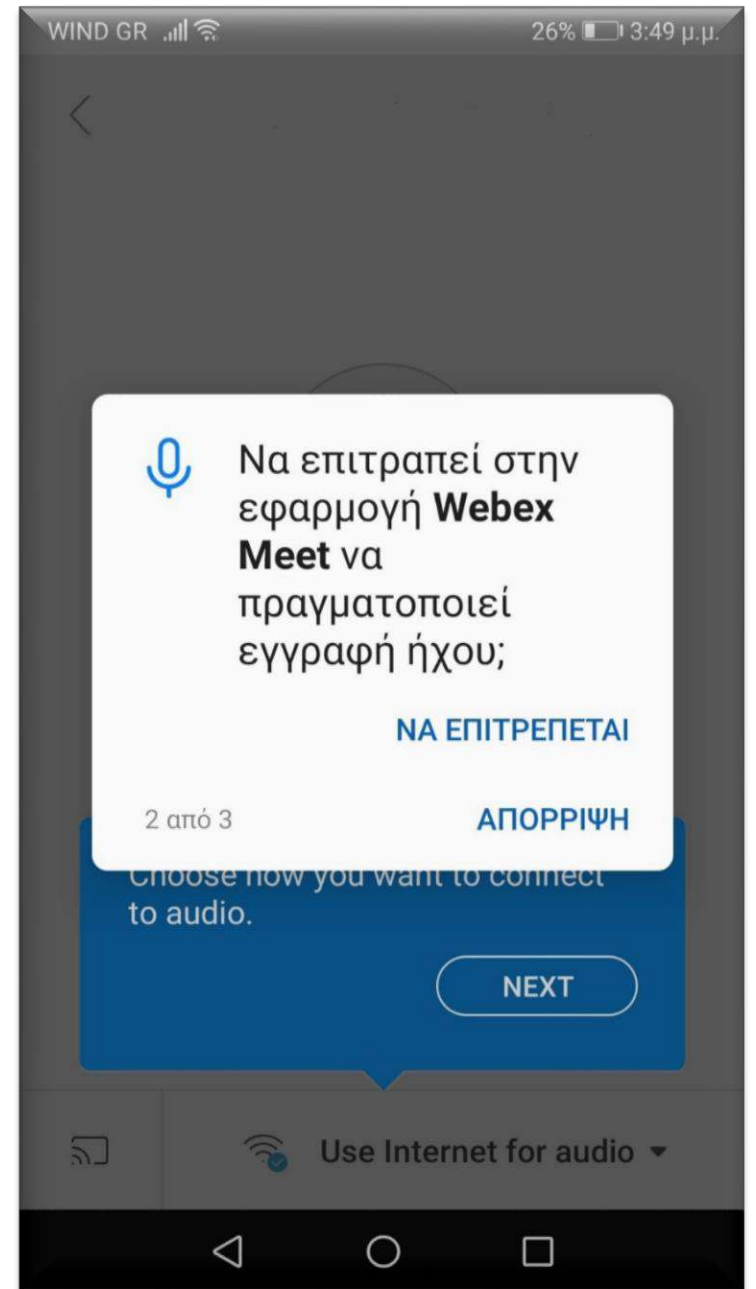 WIND GR 26% 3:49 μ.μ.
Να επιτραπεί στην
εφαρμογή Webex
Meet να
πραγματοποιεί
εγγραφή ήχου;
ΝΑ ΕΠΙΤΡΕΠΕΤΑΙ
2 από 3 ΑΠΟΡΡΙΨΗ
Choose how you want to connect
to audio.
NEXT
Use Internet for audio